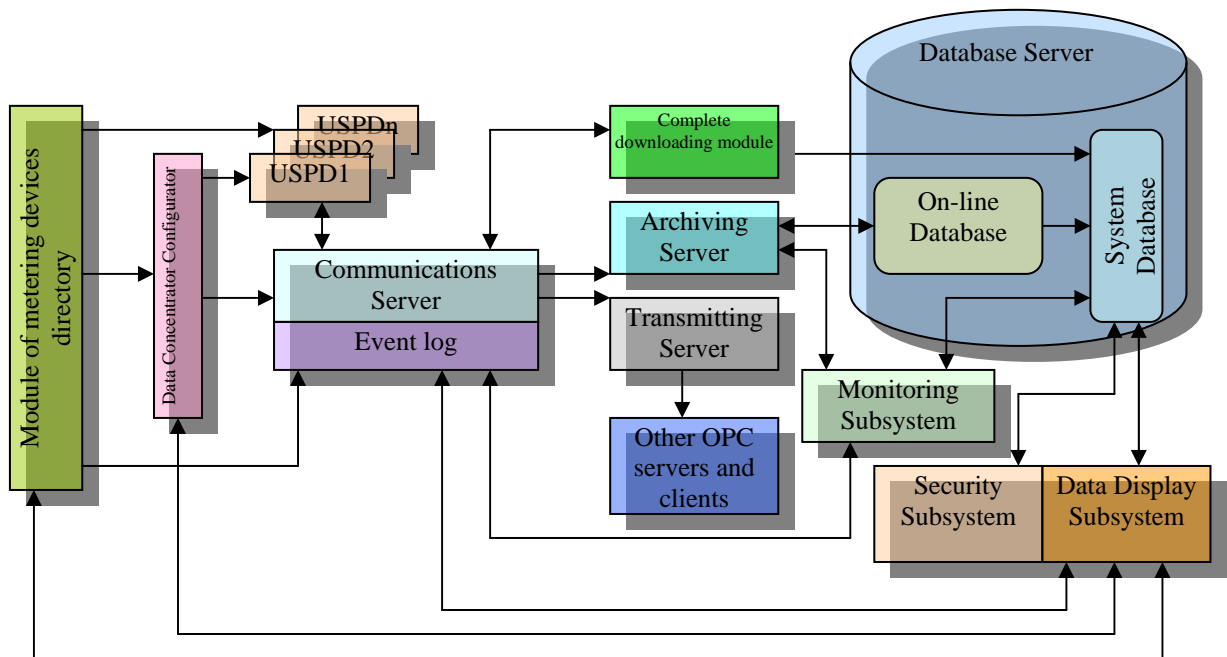 Database Server
USPDn
USPD2
USPD1
Complete
downloading module
Module of metering devices
directory
Data Concentrator Configurator
On-line
Database
System
Database
Archiving
Server
Communications
Server
Event log
Transmitting
Server
Monitoring
Subsystem
Other OPC
servers and
clients
Security
Subsystem
Data Display
Subsystem